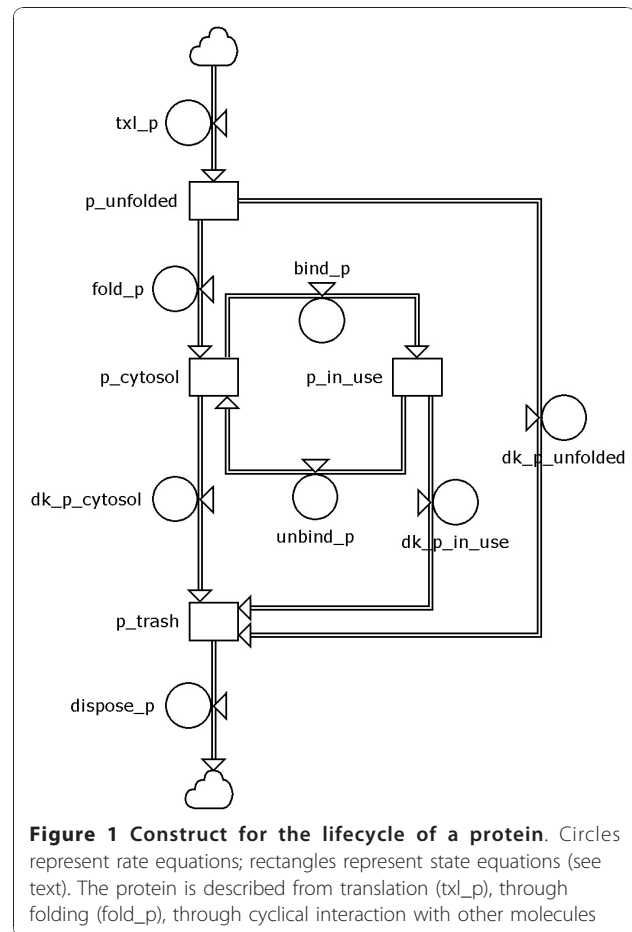 txl_p
p_unfolded
fold_p
bind_p
p_cytosol
p_in_use
dk_p_unfolded
dk_p_cytosol
unbind_p
dk_p_in_use
p_trash
dispose_p
Figure 1 Construct for the lifecycle of a protein. Circles
represent rate equations; rectangles represent state equations (see
text). The protein is described from translation (txl_p), through
folding (fold_p), through cyclical interaction with other molecules